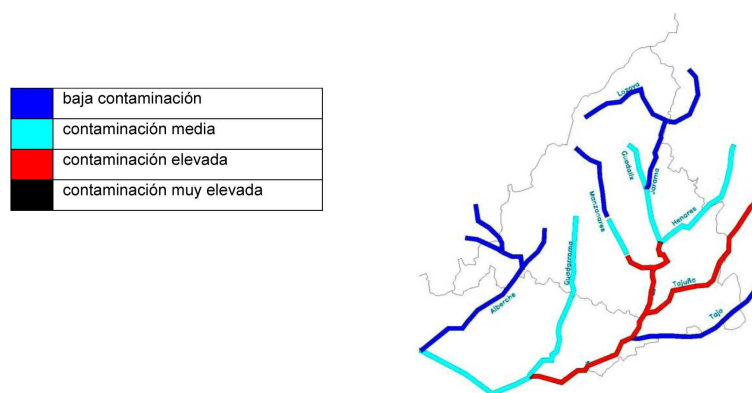 baja contaminación
contaminación media
contaminación elevada
contaminación muy elevada
Lozoya
Guadalix
Jarama
Manzanares
Henares
Guadarrama
Alberche
Tajuña
Tajo